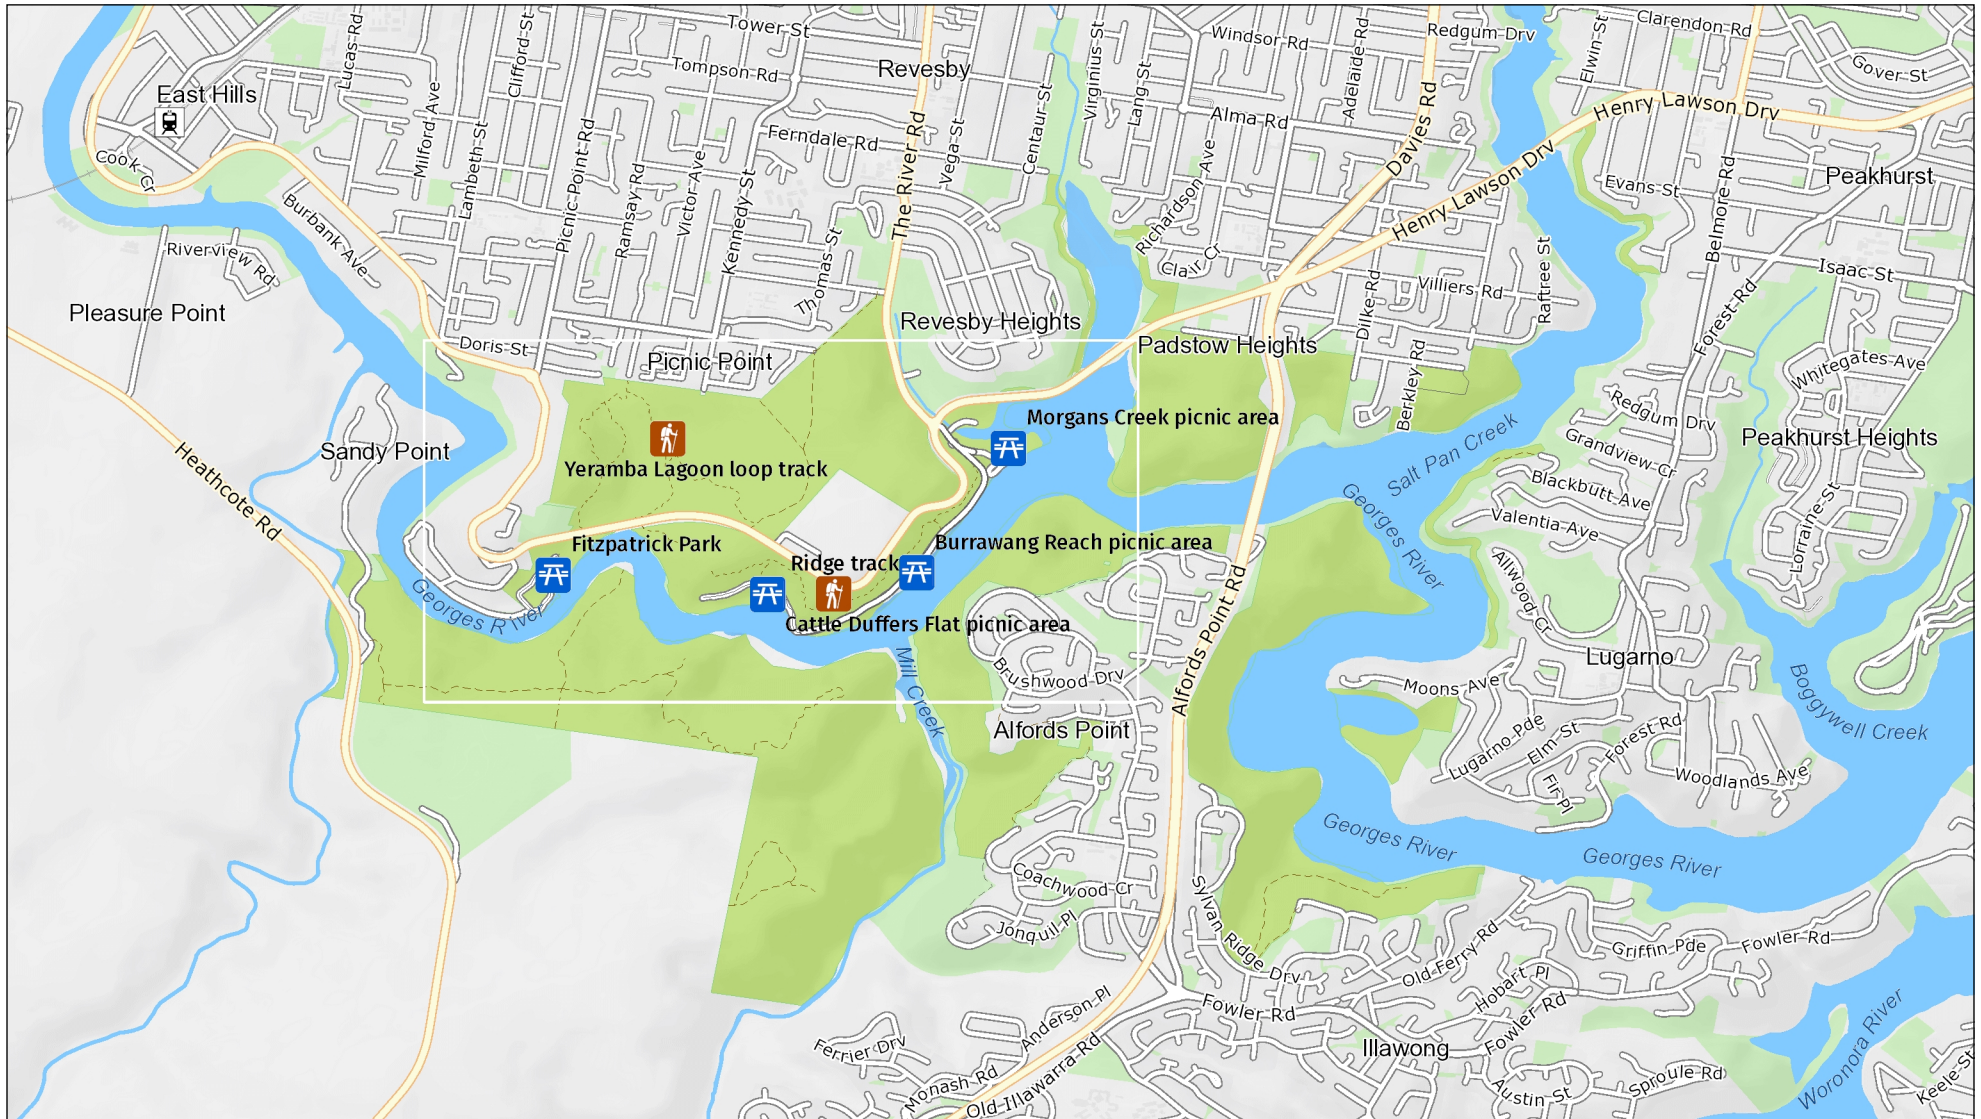 Tower St
Clarendon Rd
Redgum Drv
Windsor Rd
Lucas Rd
Clifford St
Virginius St
Adelaide Rd
Elwin St
Gover St
Tompson Rd
Revesby
Lang St
East Hills
Henry Lawson Drv
Milford Ave
Centaur St
Alma Rd
Davies Rd
Ferndale Rd
The River Rd
Vega St
Cook Cr
Lambeth St
Picnic Point Rd
Ramsay Rd
Victor Ave
Kennedy St
Richardson Ave
Henry Lawson Drv
Evans St
Belmore Rd
Peakhurst
Burbank Ave
Riverview Rd
Thomas St
Clair Cr
Raftree St
Isaac St
Villiers Rd
Dilke Rd
Forest Rd
Pleasure Point
Revesby Heights
Doris St
Picnic Point
Padstow Heights
Whitegates Ave
Berkley Rd
Redgum Drv
Morgans Creek picnic area
Sandy Point
Yeramba Lagoon loop track
Salt Pan Creek
Grandview Cr
Peakhurst Heights
Heathcote Rd
Georges River
Blackbutt Ave
Valentia Ave
Lorraine St
Fitzpatrick Park
Burrawang Reach picnic area
Ridge track
Allwood Cr
Georges River
Cattle Duffers Flat picnic area
Alfords Point Rd
Mill Creek
Brushwood Drv
Lugarno
Moons Ave
Boggywell Creek
Alfords Point
Lugarno Pde
Elm St
Forest Rd
Fir Pl
Woodlands Ave
Georges River
Georges River
Coachwood Cr
Jonquil Pl
Sylvan Ridge Drv
Old Ferry Rd
Griffin Pde
Fowler Rd
Hobart Pl
Anderson Pl
Fowler Rd
Fowler Rd
Ferrier Drv
Illawong
Woronora River
Monash Rd
Old Illawarra Rd
Austin St
Sproule Rd
Keele St